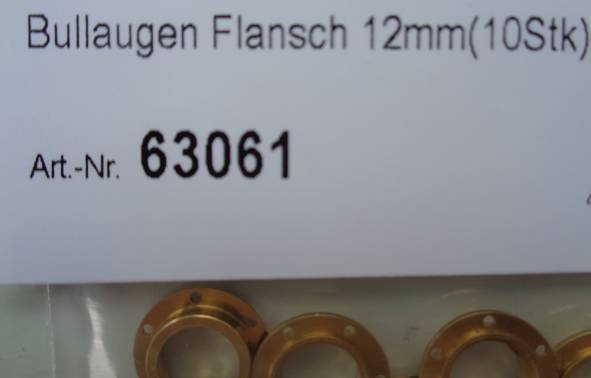 Bullaugen Flansch 12mm(10Stk)
Art.-Nr. 63061